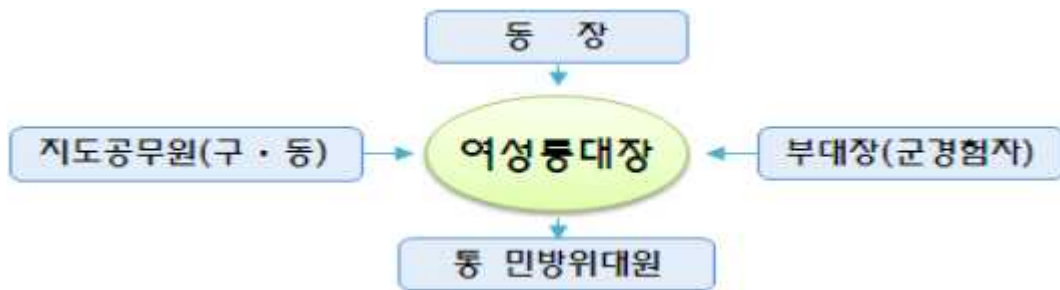 동 장
지도공무원(구·동)
여성통대장
부대장(군경험자)
통 민방위대원